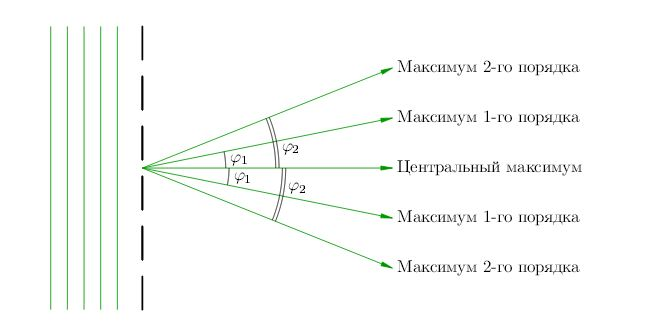 Максимум 2-го порядка
Максимум 1-го порядка
φ2
φ1
Центральный максимум
φ1
φ2
Максимум 1-го порядка
Максимум 2-го порядка